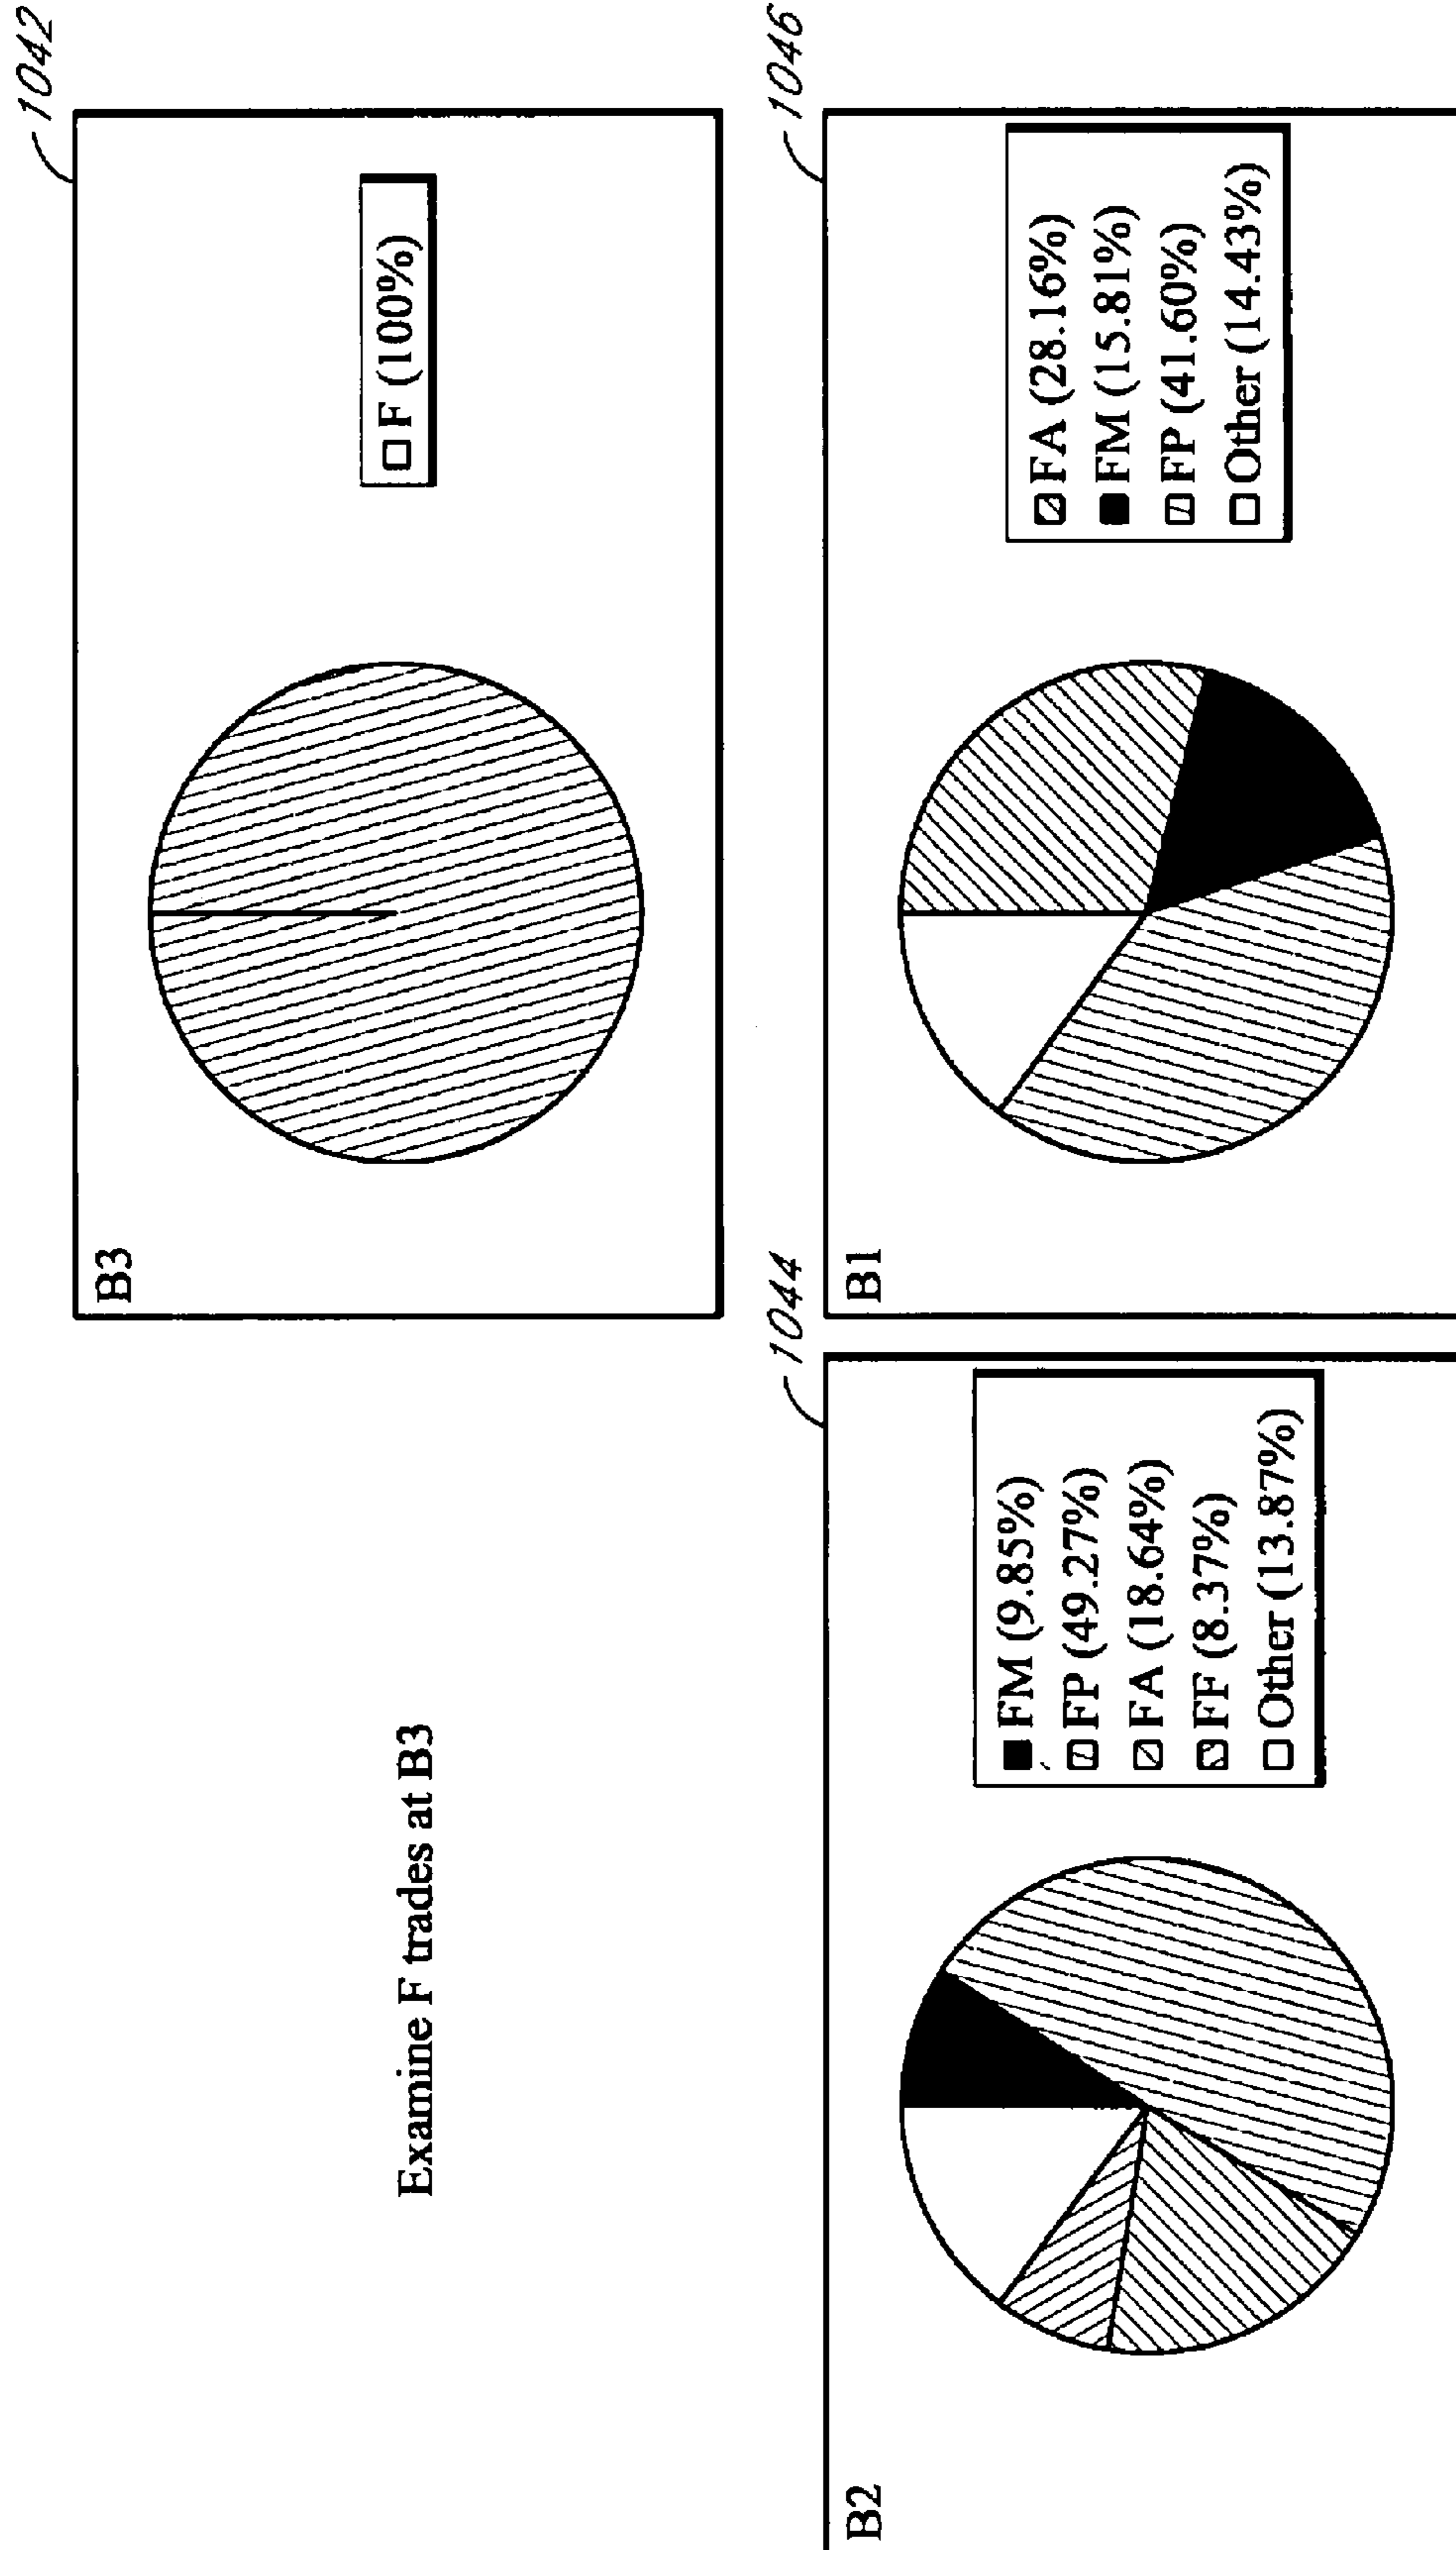 1042
Examine F trades at B3
B3
F (100%)
1044
1046
B2
FM (9.85%)
FP (49.27%)
FA (18.64%)
FF (8.37%)
Other (13.87%)
B1
FA (28.16%)
FM (15.81%)
FP (41.60%)
Other (14.43%)